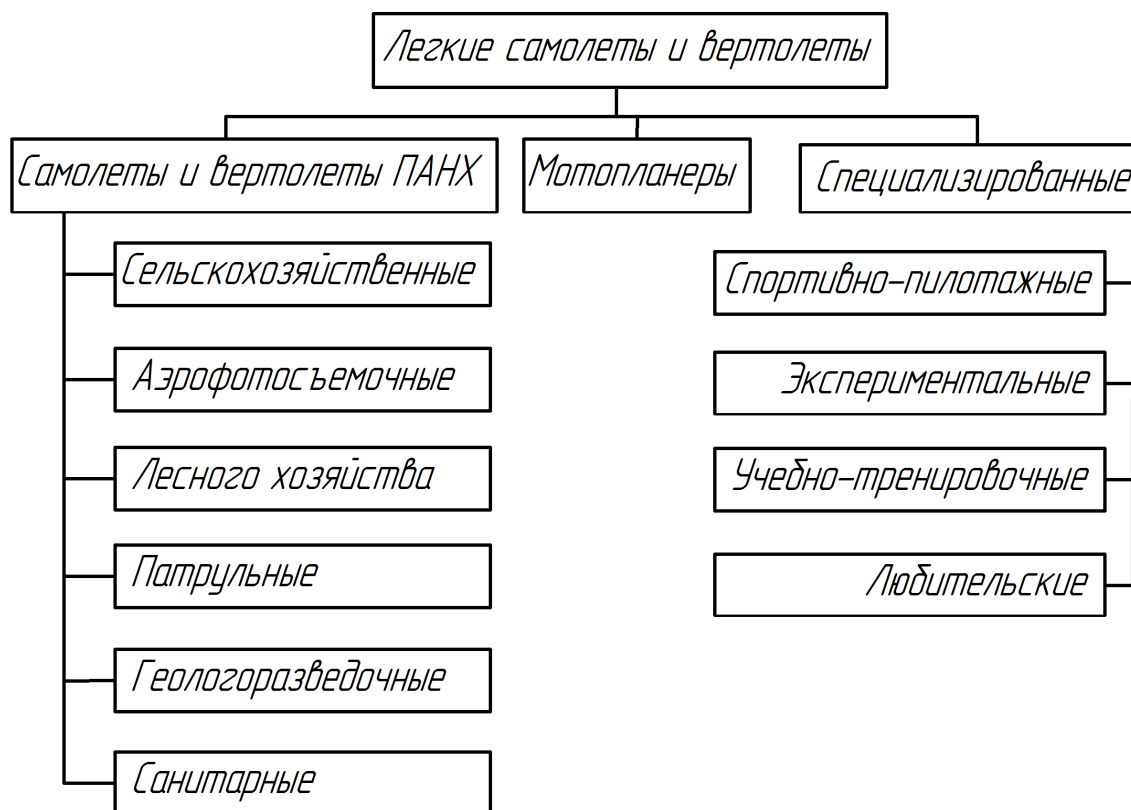 Легкие самолеты и вертолеты
Самолеты и вертолеты ПАНХ
Мотопланеры
Специализированные
Сельскохозяйственные
Аэрофотосъемочные
Лесного хозяйства
Патрульные
Геологоразведочные
Санитарные
Спортивно-пилотажные
Экспериментальные
Учебно-тренировочные
Любительские